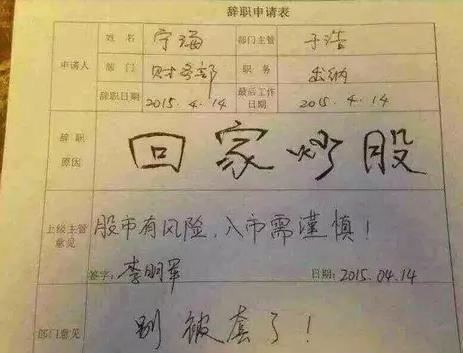 辞职申请表
申请人 姓名 宁海 部门主管 于浩
部门 财务部 职务 出纳
辞职日期 2015.4.14 最后工作日期 2015.4.14
辞职原因 回家炒股
上级主管意见 股市有风险,入市需谨慎!
签字: 李明军 日期: 2015.04.14
部门意见 别被套了!